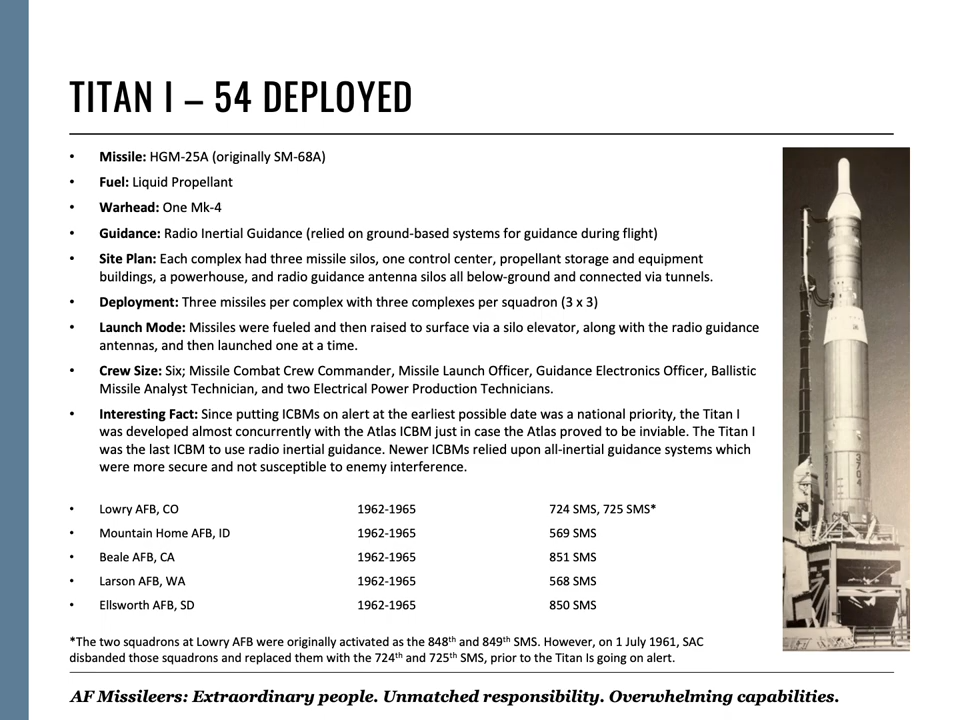 TITAN I – 54 DEPLOYED
• Missile: HGM-25A (originally SM-68A)
• Fuel: Liquid Propellant
• Warhead: One Mk-4
• Guidance: Radio Inertial Guidance (relied on ground-based systems for guidance during flight)
• Site Plan: Each complex had three missile silos, one control center, propellant storage and equipment
buildings, a powerhouse, and radio guidance antenna silos all below-ground and connected via tunnels.
• Deployment: Three missiles per complex with three complexes per squadron (3 x 3)
• Launch Mode: Missiles were fueled and then raised to surface via a silo elevator, along with the radio guidance
antennas, and then launched one at a time.
• Crew Size: Six; Missile Combat Crew Commander, Missile Launch Officer, Guidance Electronics Officer, Ballistic
Missile Analyst Technician, and two Electrical Power Production Technicians.
• Interesting Fact: Since putting ICBMs on alert at the earliest possible date was a national priority, the Titan I
was developed almost concurrently with the Atlas ICBM just in case the Atlas proved to be inviable. The Titan I
was the last ICBM to use radio inertial guidance. Newer ICBMs relied upon all-inertial guidance systems which
were more secure and not susceptible to enemy interference.
• Lowry AFB, CO 1962-1965 724 SMS, 725 SMS*
• Mountain Home AFB, ID 1962-1965 569 SMS
• Beale AFB, CA 1962-1965 851 SMS
• Larson AFB, WA 1962-1965 568 SMS
• Ellsworth AFB, SD 1962-1965 850 SMS
*The two squadrons at Lowry AFB were originally activated as the 848th and 849th SMS. However, on 1 July 1961, SAC
disbanded those squadrons and replaced them with the 724th and 725th SMS, prior to the Titan Is going on alert.
AF Missileers: Extraordinary people. Unmatched responsibility. Overwhelming capabilities.
3704